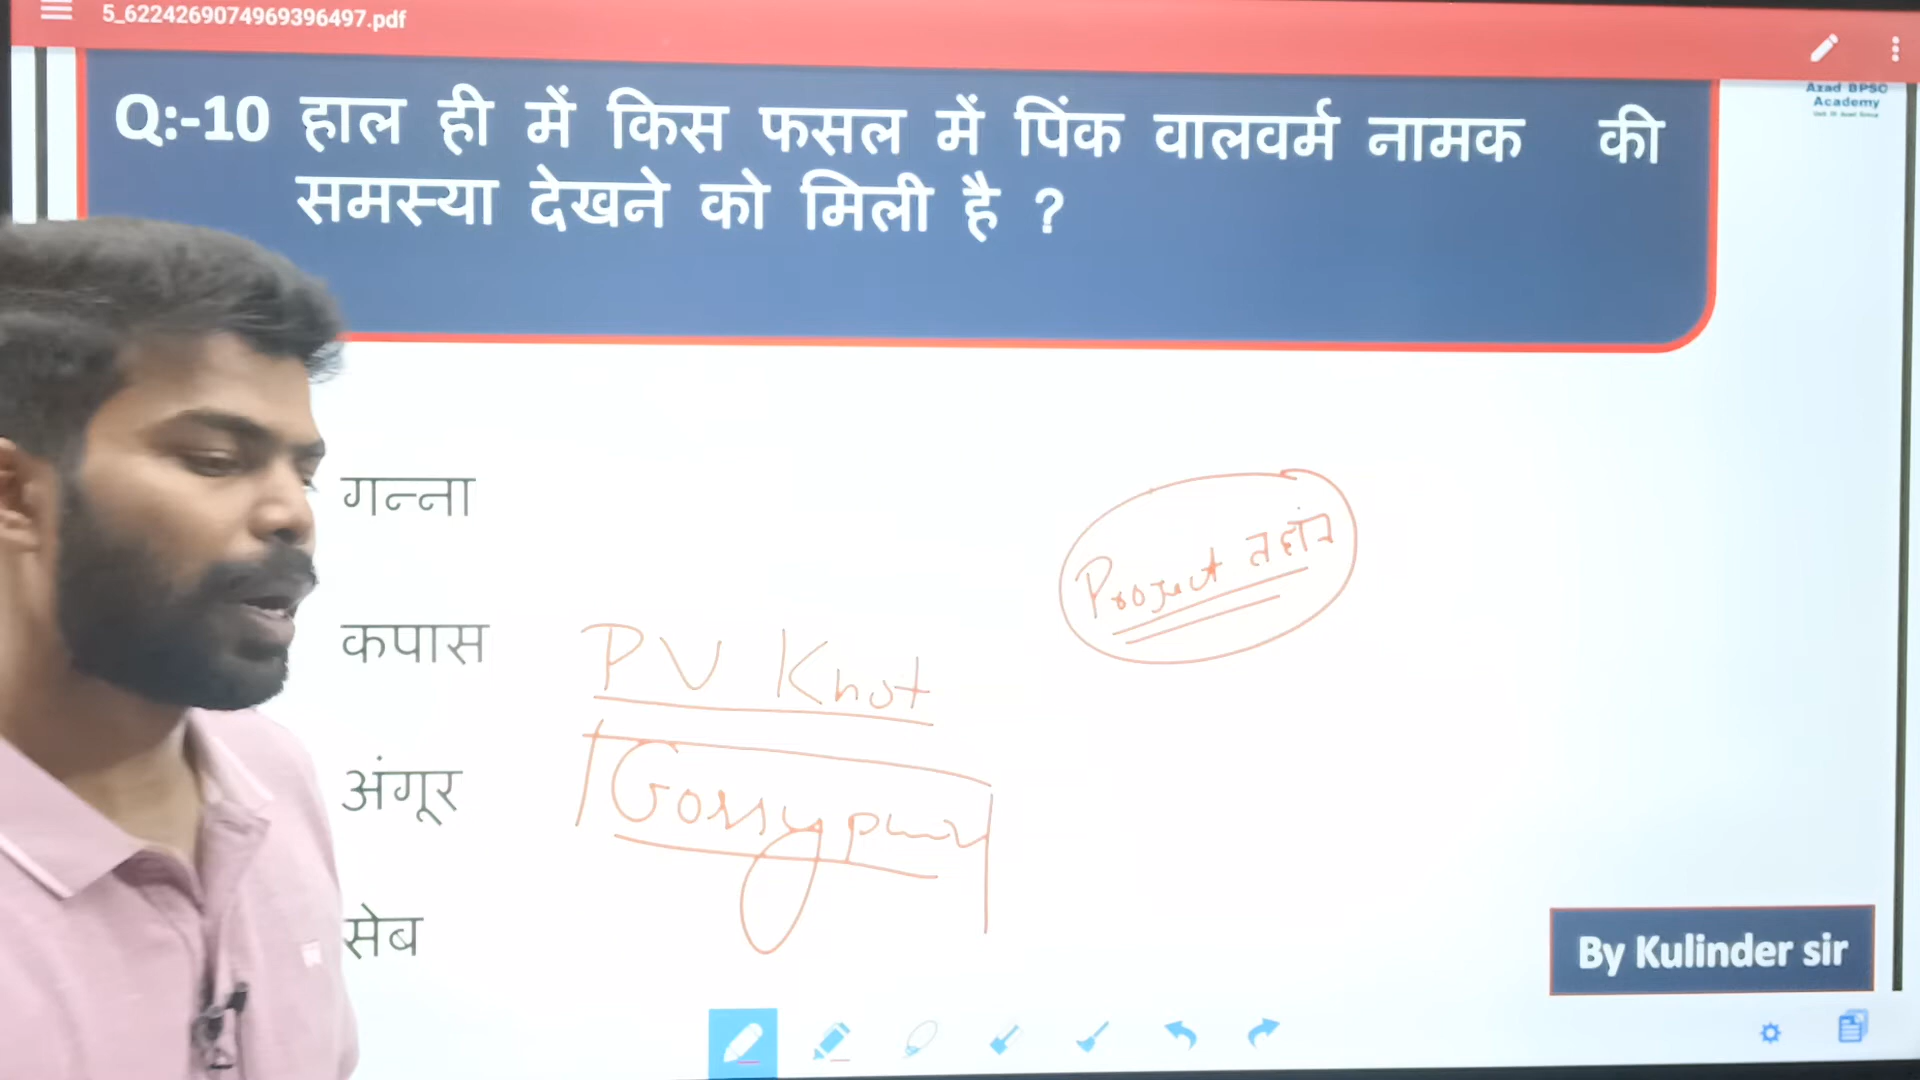 5_6224269074969396497.pdf
Azad BPSC
Academy
Q:-10 हाल ही में किस फसल में पिंक वालवर्म नामक की
समस्या देखने को मिली है ?
गन्ना
Project
कपास
PV Knot
अंगूर
सेब
By Kulinder sir